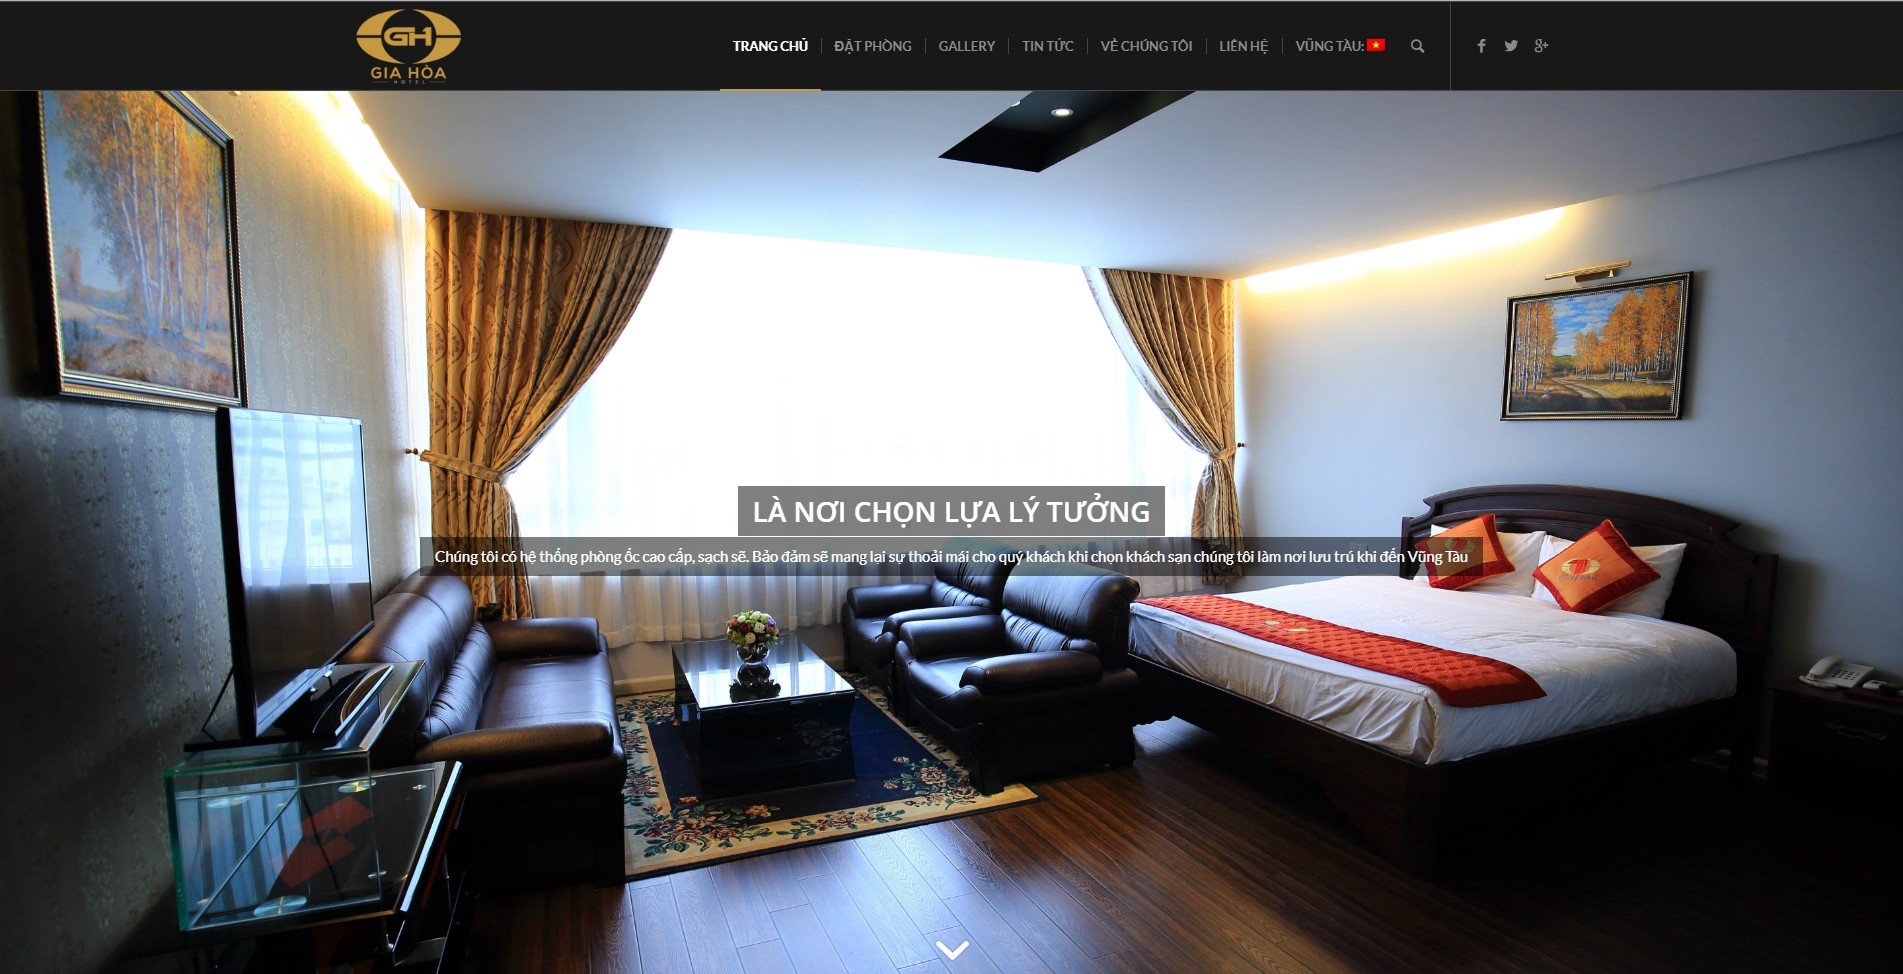 GH
GIA HÒA
HOTEL
TRANG CHỦ
ĐẶT PHÒNG
GALLERY
TIN TỨC
VỀ CHÚNG TÔI
LIÊN HỆ
VŨNG TÀU:
LÀ NƠI CHỌN LỰA LÝ TƯỞNG
Chúng tôi có hệ thống phòng ốc cao cấp, sạch sẽ. Bảo đảm sẽ mang lại sự thoải mái cho quý khách khi chọn khách sạn chúng tôi làm nơi lưu trú khi đến Vũng Tàu